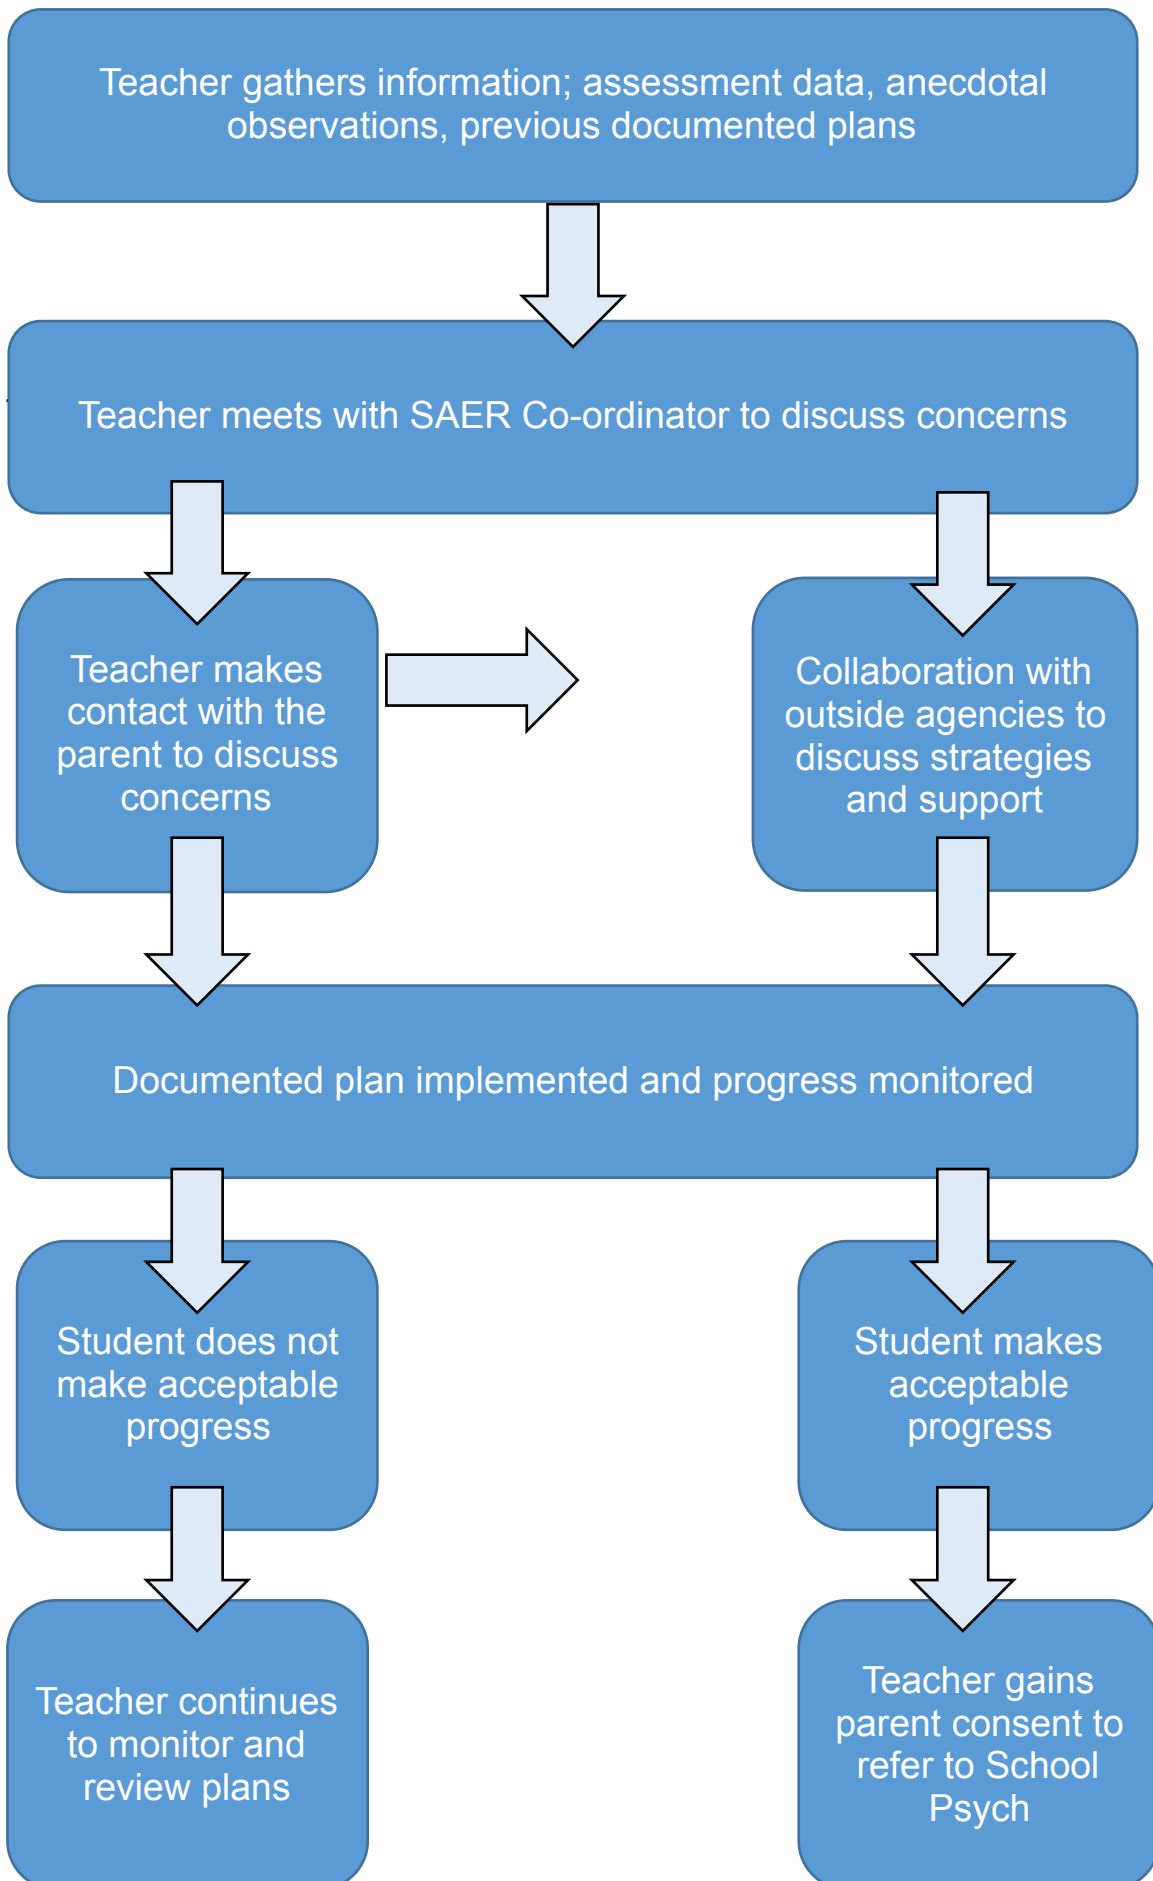 Teacher gathers information; assessment data, anecdotal
observations, previous documented plans
Teacher meets with SAER Co-ordinator to discuss concerns
Teacher makes
contact with the
parent to discuss
concerns
Collaboration with
outside agencies to
discuss strategies
and support
Documented plan implemented and progress monitored
Student does not
make acceptable
progress
Student makes
acceptable
progress
Teacher continues
to monitor and
review plans
Teacher gains
parent consent to
refer to School
Psych